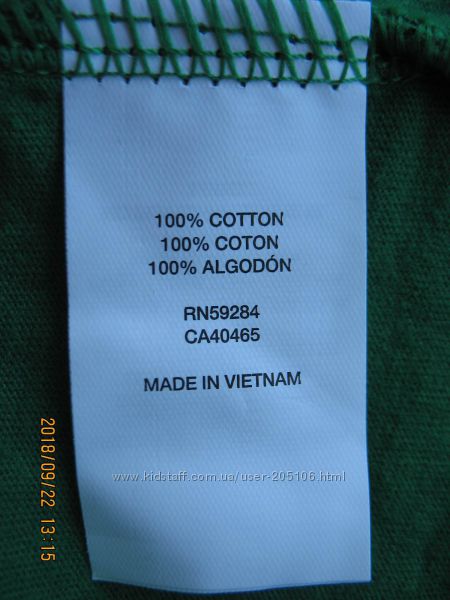 100% COTTON
100% COTON
100% ALGODÓN
RN59284
CA40465
MADE IN VIETNAM
www.kidstaff.com.ua/user-205106.html
2018/09/22 13:15